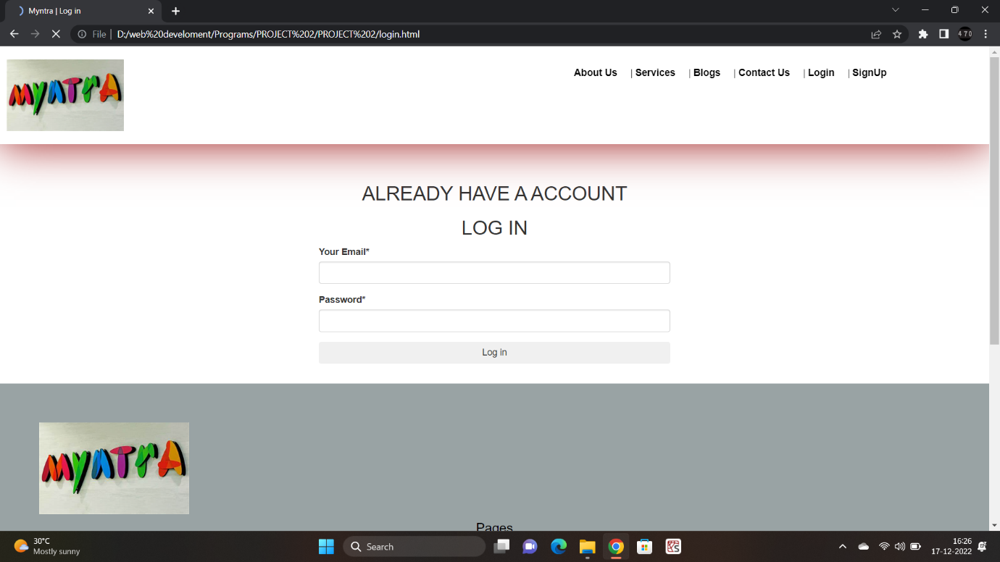 Myntra | Log in
File | D:/web%20develoment/Programs/PROJECT%202/PROJECT%202/login.html
470
MYNTRA
About Us | Services | Blogs | Contact Us | Login | SignUp
ALREADY HAVE A ACCOUNT
LOG IN
Your Email*
Password*
Log in
MYNTRA
Pages
30°C
Mostly sunny
Search
16:26
17-12-2022